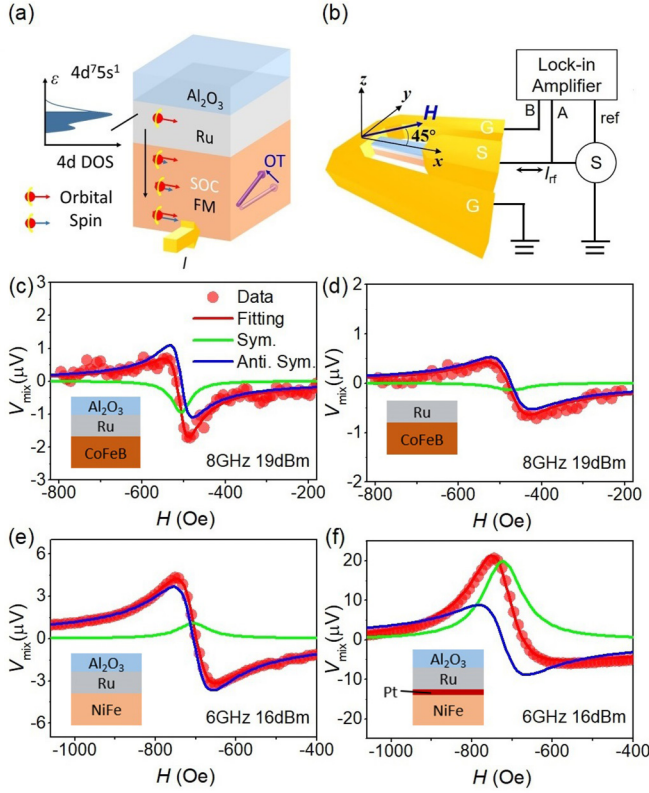 (a)
4d⁷5s¹
ε
4d DOS
Al₂O₃
Ru
SOC
FM
OT
Orbital
Spin
I
(b)
z
y
H
45°
x
G
S
G
Lock-in
Amplifier
B
A
ref
I_rf
S
(c)
3
2
1
0
-1
-2
-3
V_mix(μV)
Data
Fitting
Sym.
Anti. Sym.
Al₂O₃
Ru
CoFeB
8GHz 19dBm
-800 -600 -400 -200
H (Oe)
(d)
2
1
0
-1
-2
V_mix(μV)
Ru
CoFeB
8GHz 19dBm
-800 -600 -400 -200
H (Oe)
(e)
6
3
0
-3
-6
V_mix(μV)
Al₂O₃
Ru
NiFe
6GHz 16dBm
-1000 -800 -600 -400
H (Oe)
(f)
20
10
0
-10
-20
V_mix(μV)
Al₂O₃
Ru
Pt
NiFe
6GHz 16dBm
-1000 -800 -600 -400
H (Oe)